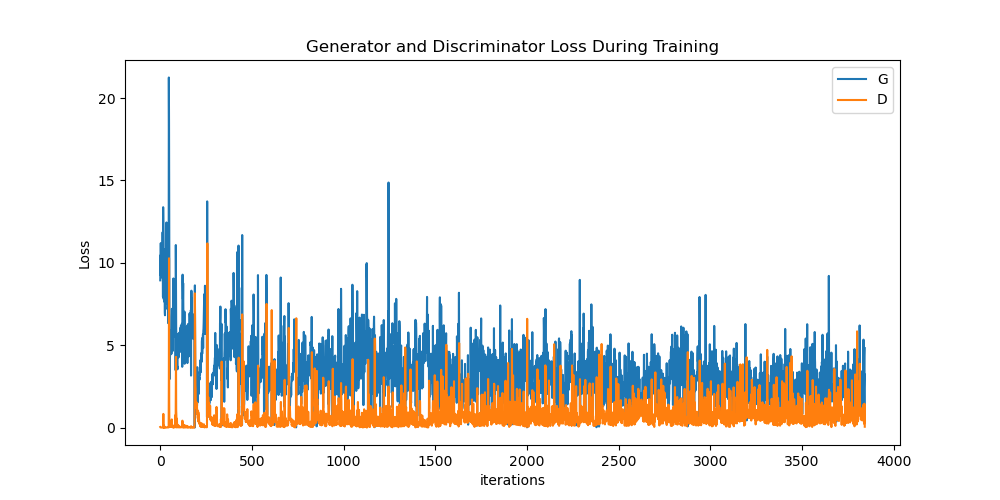 Generator and Discriminator Loss During Training
G
D
20
15
10
5
0
Loss
0 500 1000 1500 2000 2500 3000 3500 4000
iterations